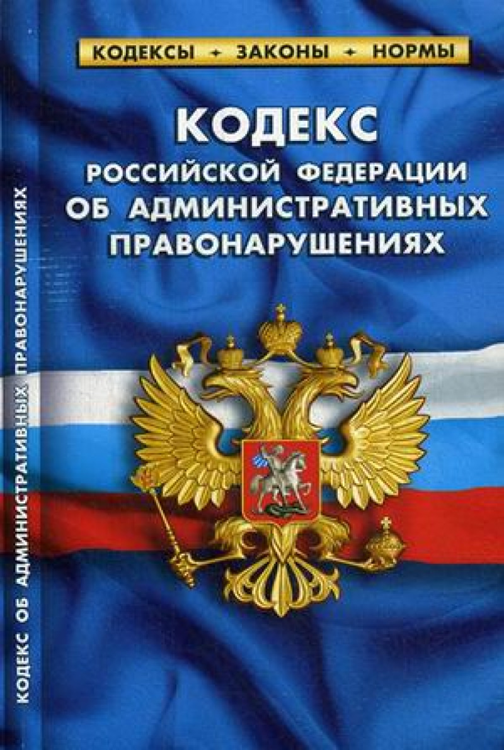 КОДЕКСЫ + ЗАКОНЫ + НОРМЫ
КОДЕКС
РОССИЙСКОЙ ФЕДЕРАЦИИ
ОБ АДМИНИСТРАТИВНЫХ
ПРАВОНАРУШЕНИЯХ
КОДЕКС ОБ АДМИНИСТРАТИВНЫХ ПРАВОНАРУШЕНИЯХ